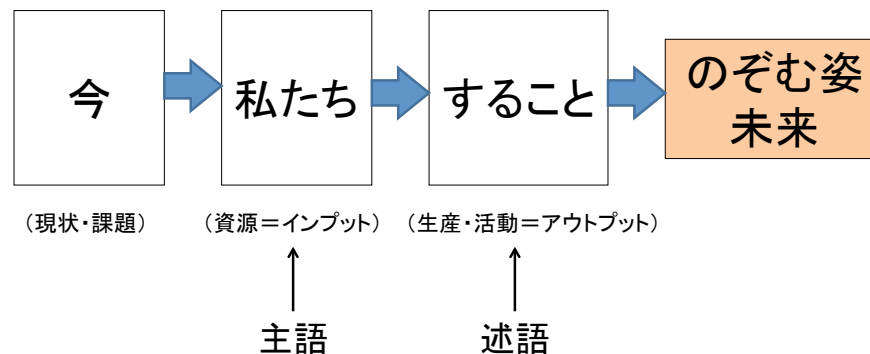 今
私たち
すること
のぞむ姿
未来
（現状・課題）
（資源＝インプット）
（生産・活動＝アウトプット）
主語
述語